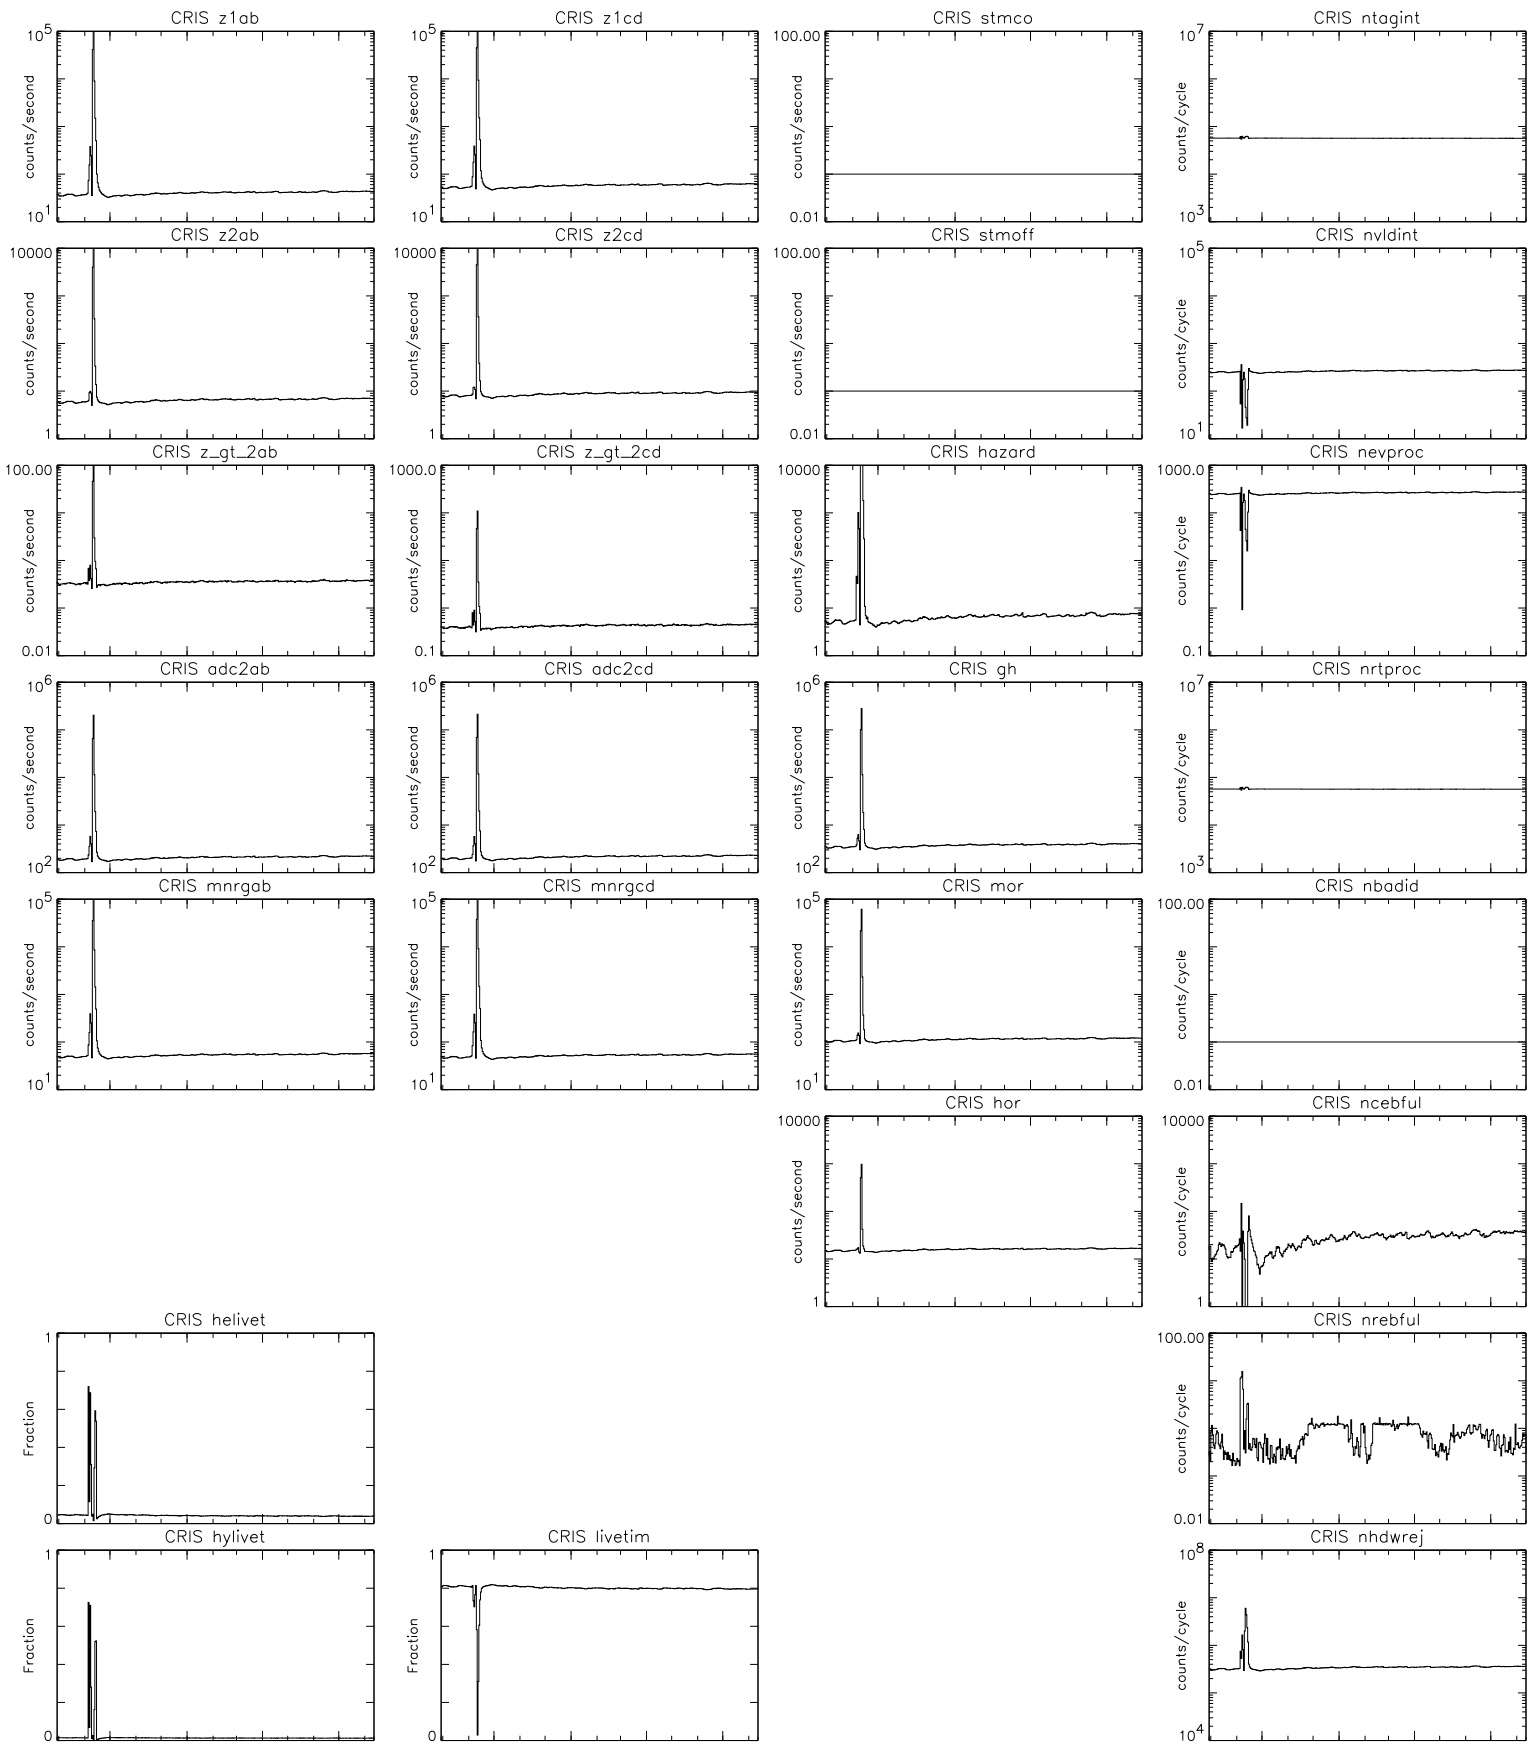 CRIS z1ab
10^5
counts/second
10^1
CRIS z1cd
10^5
counts/second
10^1
CRIS stmco
100.00
counts/second
0.01
CRIS ntagint
10^7
counts/cycle
10^3
CRIS z2ab
10000
counts/second
1
CRIS z2cd
10000
counts/second
1
CRIS stmoff
100.00
counts/second
0.01
CRIS nvldint
10^5
counts/cycle
10^1
CRIS z_gt_2ab
100.00
counts/second
0.01
CRIS z_gt_2cd
1000.0
counts/second
0.1
CRIS hazard
10000
counts/second
1
CRIS nevproc
1000.0
counts/cycle
0.1
CRIS adc2ab
10^6
counts/second
10^2
CRIS adc2cd
10^6
counts/second
10^2
CRIS gh
10^6
counts/second
10^2
CRIS nrtproc
10^7
counts/cycle
10^3
CRIS mnrgab
10^5
counts/second
10^1
CRIS mnrgcd
10^5
counts/second
10^1
CRIS mor
10^5
counts/second
10^1
CRIS nbadid
100.00
counts/cycle
0.01
CRIS hor
10000
counts/second
1
CRIS ncebful
10000
counts/cycle
1
CRIS helivet
1
Fraction
0
CRIS nrebful
100.00
counts/cycle
0.01
CRIS hylivet
1
Fraction
0
CRIS livetim
1
Fraction
0
CRIS nhdwrej
10^8
counts/cycle
10^4